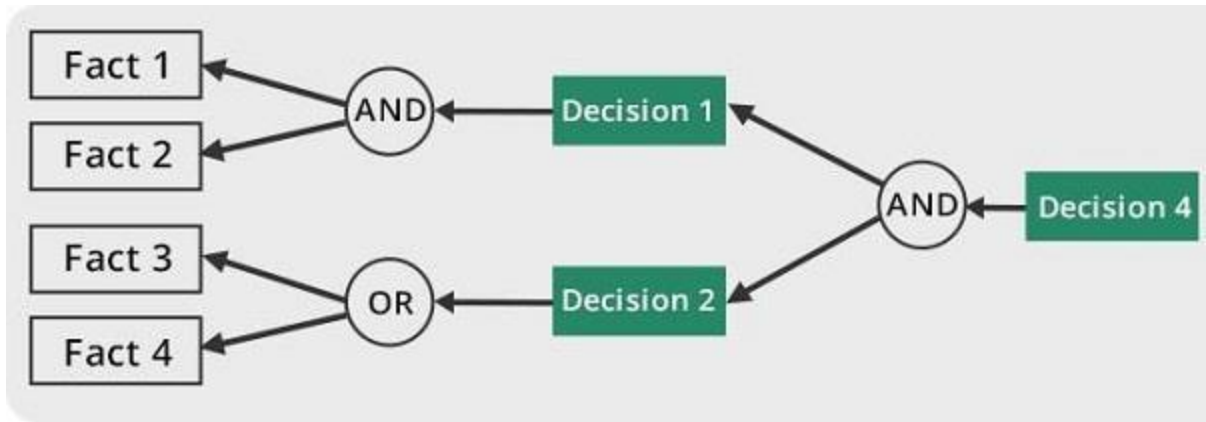 Fact 1
Fact 2
AND
Decision 1
Fact 3
Fact 4
OR
Decision 2
AND
Decision 4